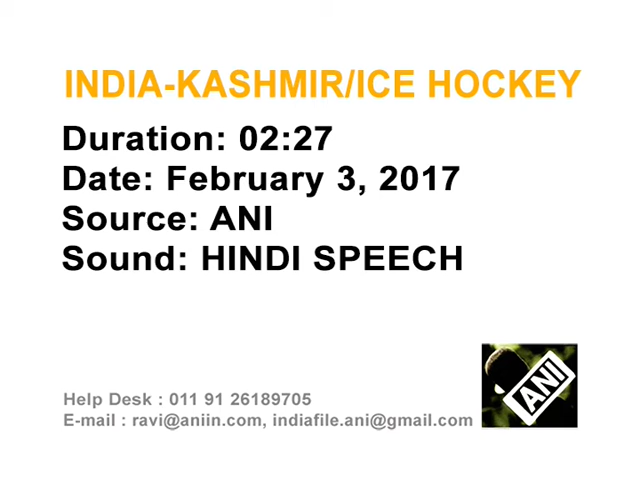 INDIA-KASHMIR/ICE HOCKEY
Duration: 02:27
Date: February 3, 2017
Source: ANI
Sound: HINDI SPEECH
Help Desk : 011 91 26189705
E-mail : ravi@aniin.com, indiafile.ani@gmail.com
ANI